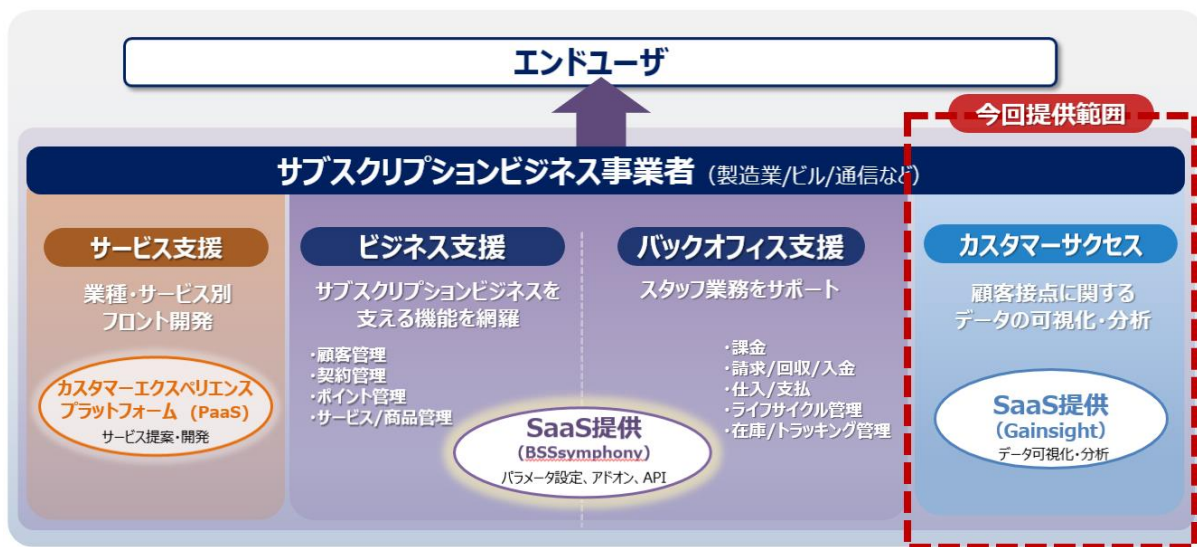 エンドユーザ
今回提供範囲
サブスクリプションビジネス事業者（製造業/ビル/通信など）
サービス支援
業種・サービス別
フロント開発
カスタマーエクスペリエンス
プラットフォーム（PaaS）
サービス提案・開発
ビジネス支援
サブスクリプションビジネスを
支える機能を網羅
・顧客管理
・契約管理
・ポイント管理
・サービス/商品管理
バックオフィス支援
スタッフ業務をサポート
・課金
・請求/回収/入金
・仕入/支払
・ライフサイクル管理
・在庫/トラッキング管理
SaaS提供
（BSSsymphony）
パラメータ設定、アドオン、API
カスタマーサクセス
顧客接点に関する
データの可視化・分析
SaaS提供
（Gainsight）
データ可視化・分析